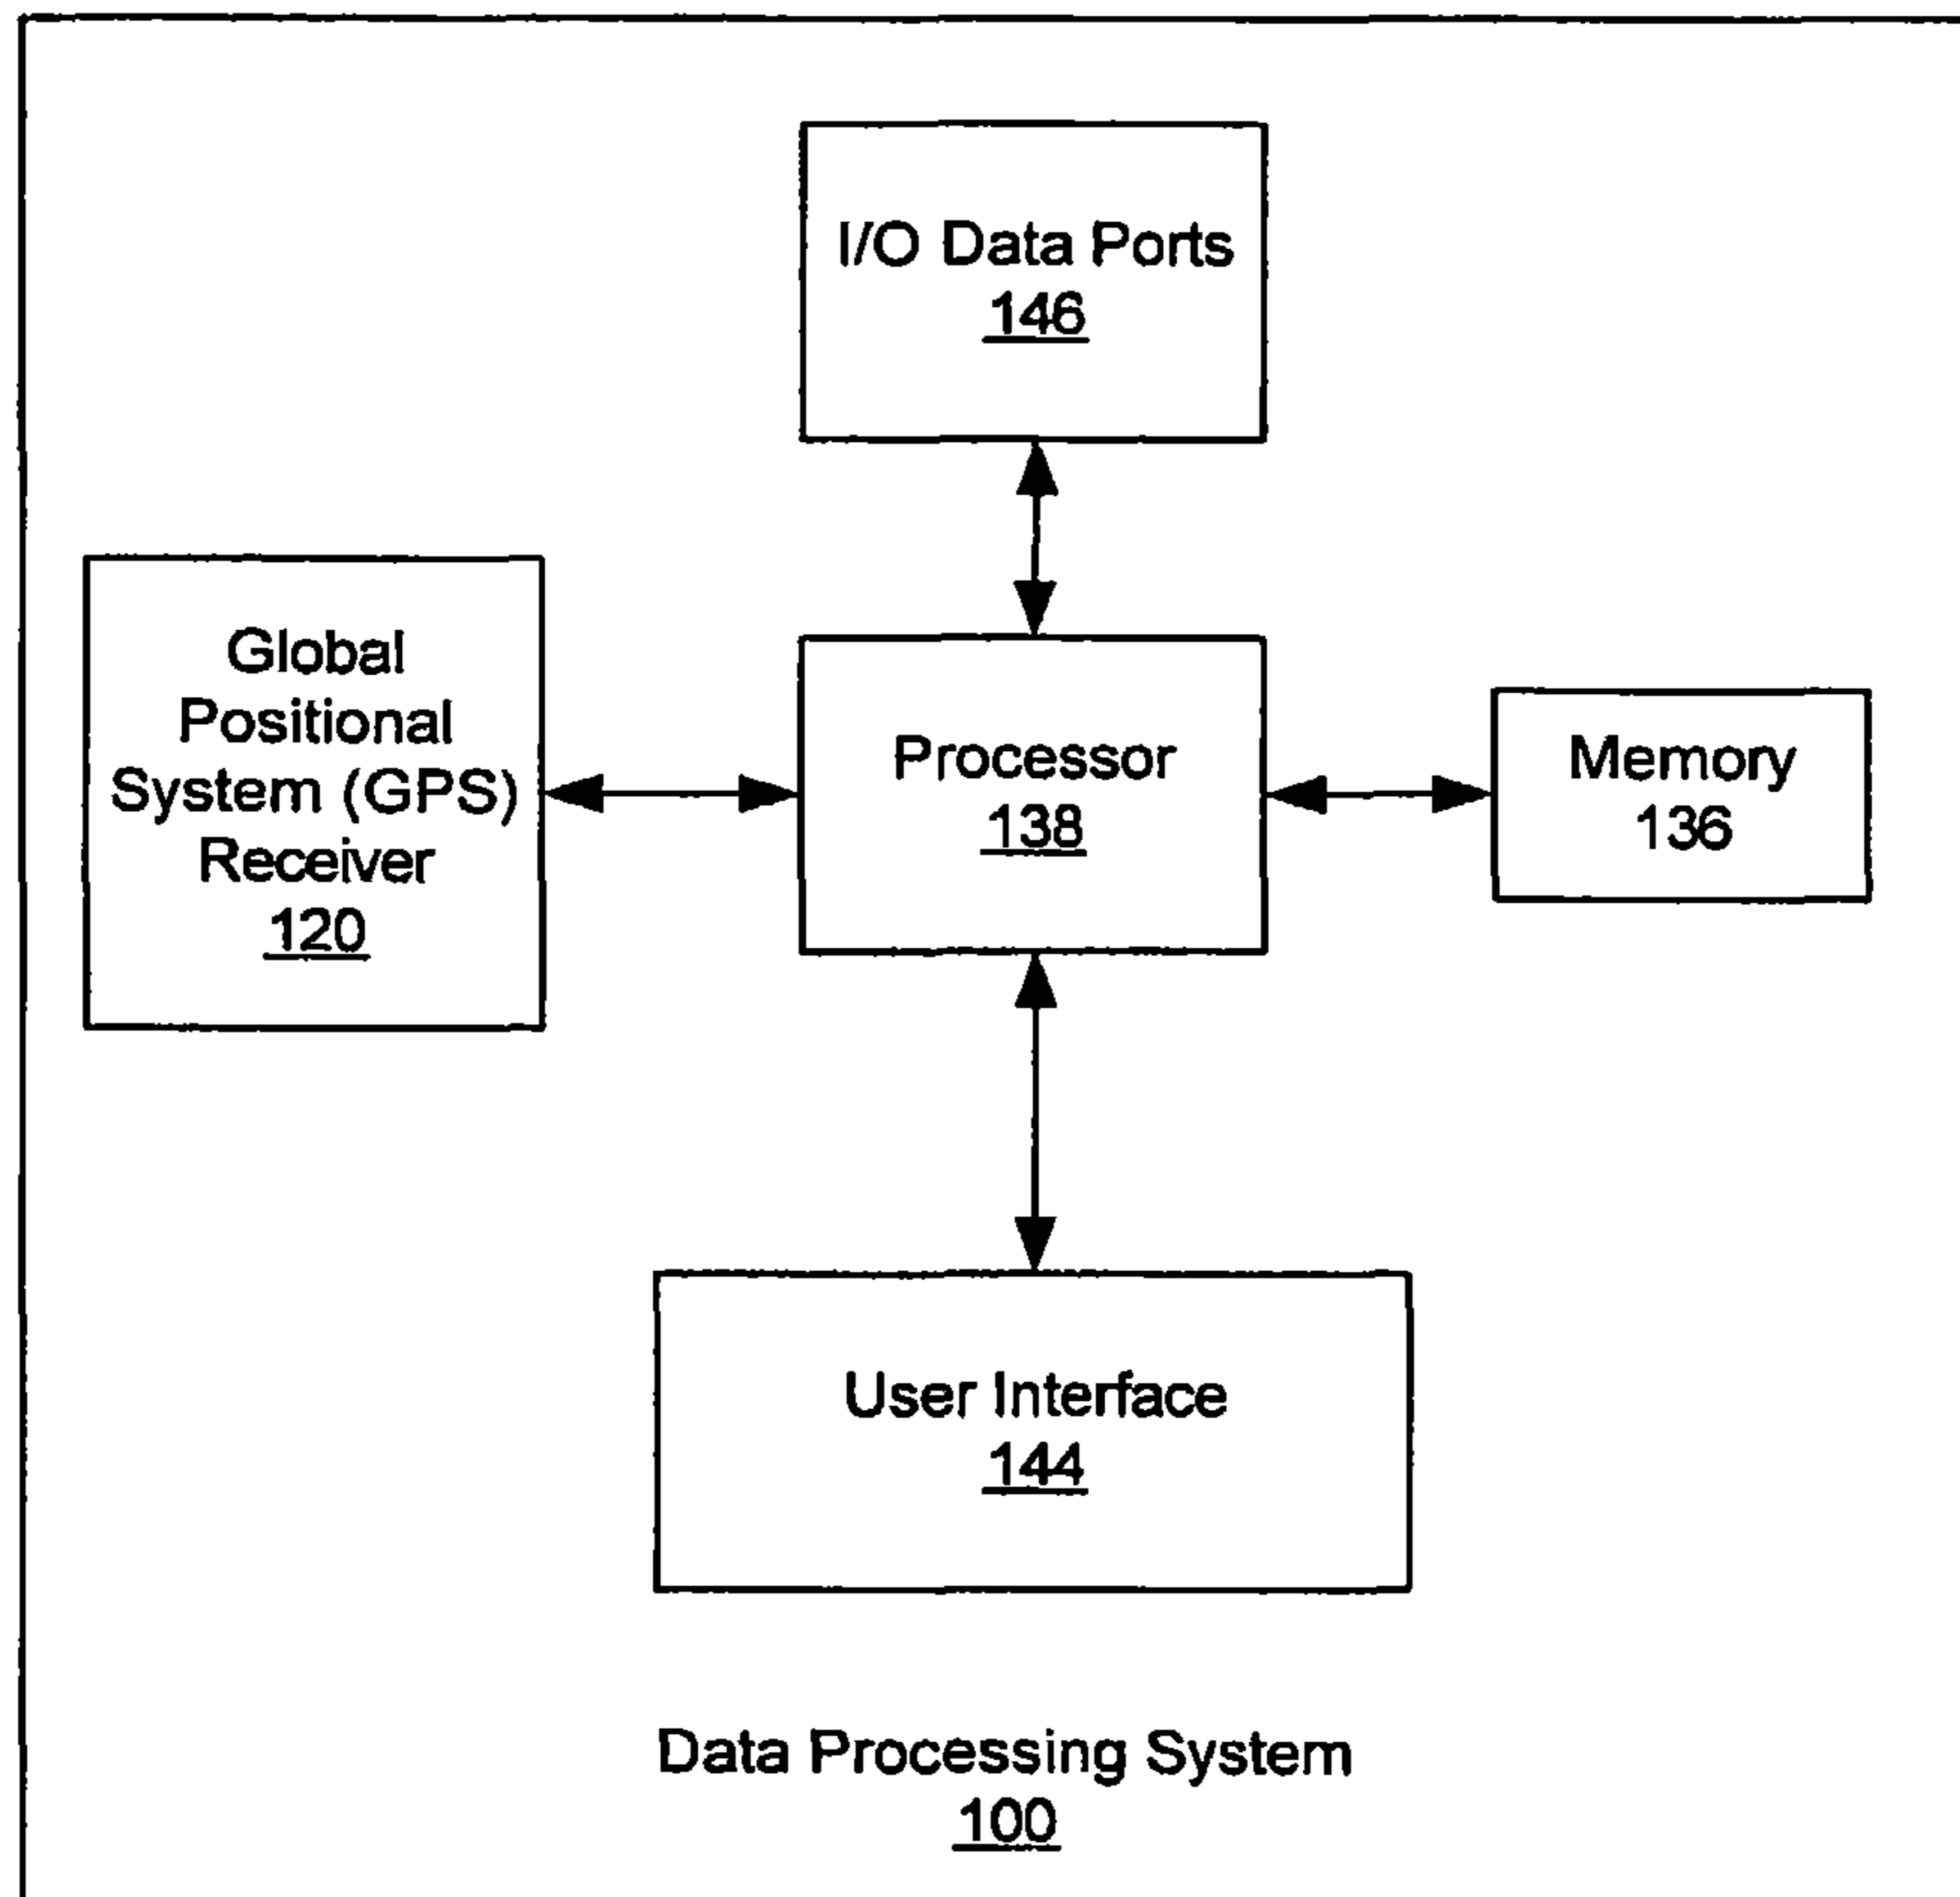 I/O Data Ports
146
Global
Positional
System (GPS)
Receiver
120
Processor
138
Memory
136
User Interface
144
Data Processing System
100